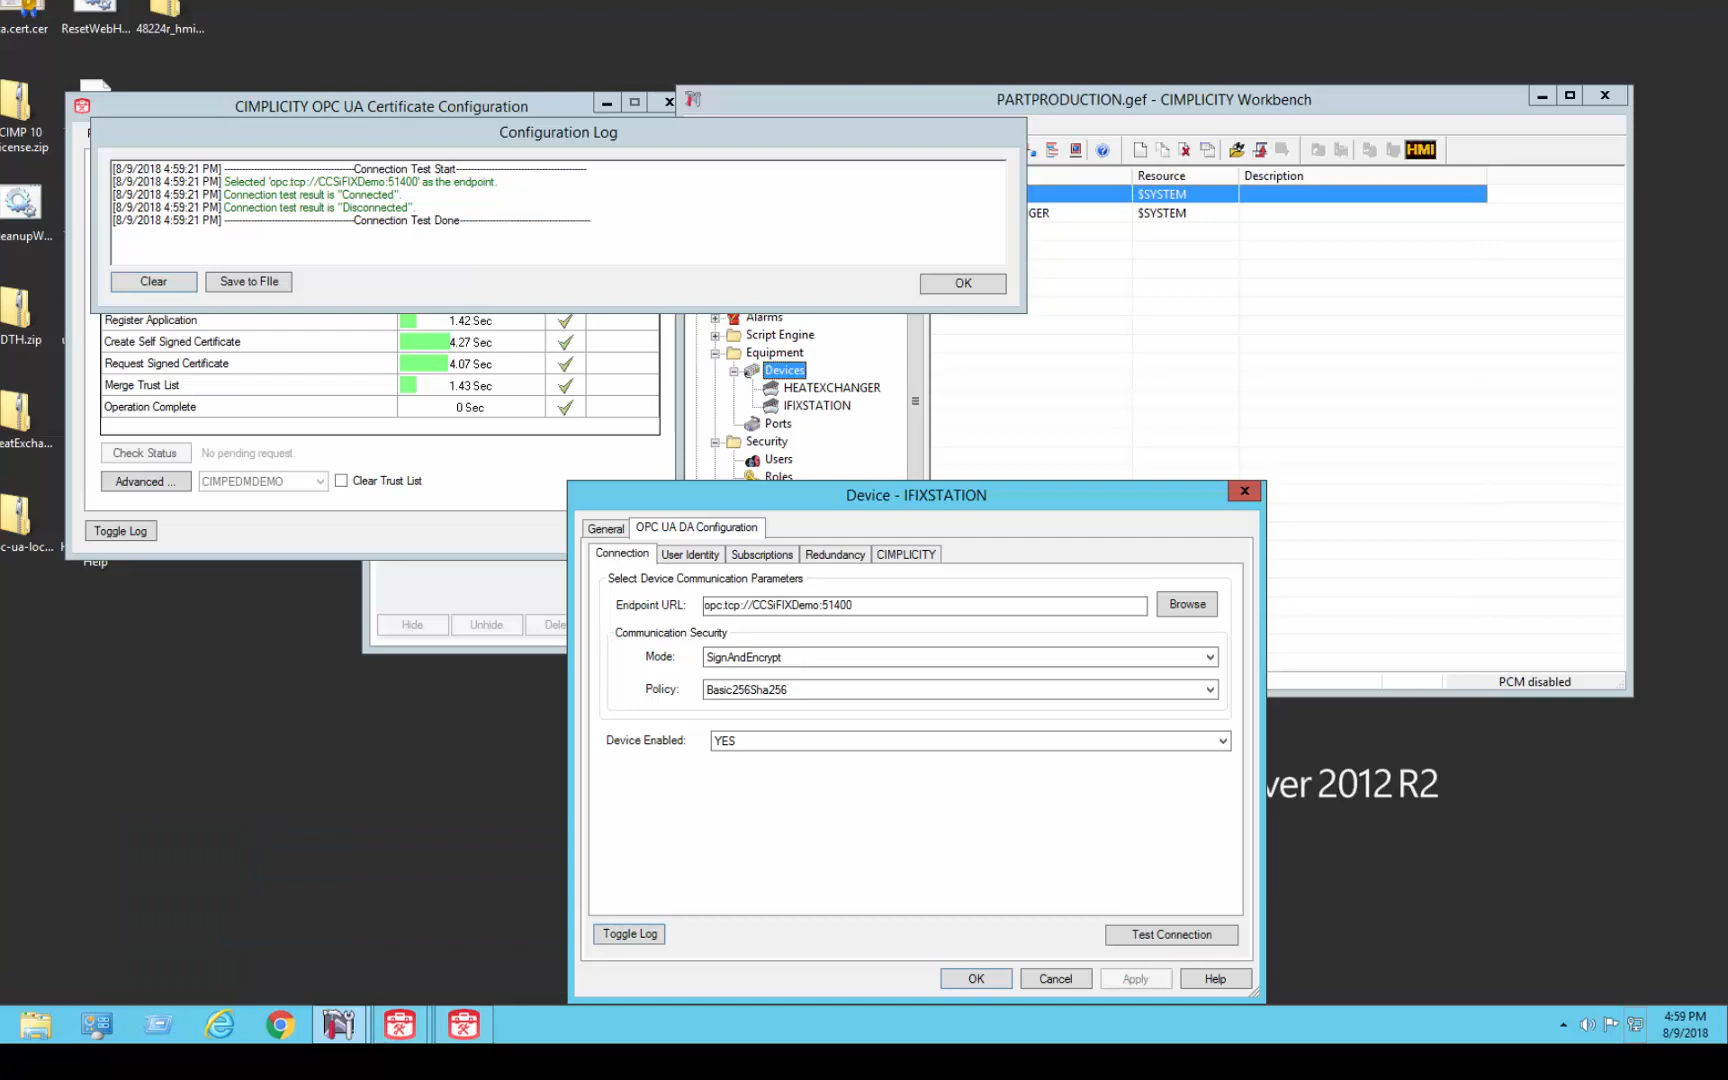 a.cert.cer
ResetWebH...
48224r_hmi...
CIMP 10
icense.zip
eanupW...
DTH.zip
eatExcha...
c-ua-loc...
Help
CIMPLICITY OPC UA Certificate Configuration
Configuration Log
[8/9/2018 4:59:21 PM] -----Connection Test Start-----
[8/9/2018 4:59:21 PM] Selected 'opc.tcp://CCSiFIXDemo:51400' as the endpoint.
[8/9/2018 4:59:21 PM] Connection test result is "Connected".
[8/9/2018 4:59:21 PM] Connection test result is "Disconnected".
[8/9/2018 4:59:21 PM] -----Connection Test Done-----
Clear
Save to FIle
OK
Register Application 1.42 Sec
Create Self Signed Certificate 4.27 Sec
Request Signed Certificate 4.07 Sec
Merge Trust List 1.43 Sec
Operation Complete 0 Sec
Check Status
No pending request.
Advanced ...
CIMPEDMDEMO
Clear Trust List
Toggle Log
Hide
Unhide
Dele
PARTPRODUCTION.gef - CIMPLICITY Workbench
HMI
Resource
Description
$SYSTEM
GER
$SYSTEM
Alarms
Script Engine
Equipment
Devices
HEATEXCHANGER
IFIXSTATION
Ports
Security
Users
Roles
PCM disabled
Device - IFIXSTATION
General
OPC UA DA Configuration
Connection
User Identity
Subscriptions
Redundancy
CIMPLICITY
Select Device Communication Parameters
Endpoint URL:
opc.tcp://CCSiFIXDemo:51400
Browse
Communication Security
Mode:
SignAndEncrypt
Policy:
Basic256Sha256
Device Enabled:
YES
Toggle Log
Test Connection
OK
Cancel
Apply
Help
ver 2012 R2
4:59 PM
8/9/2018